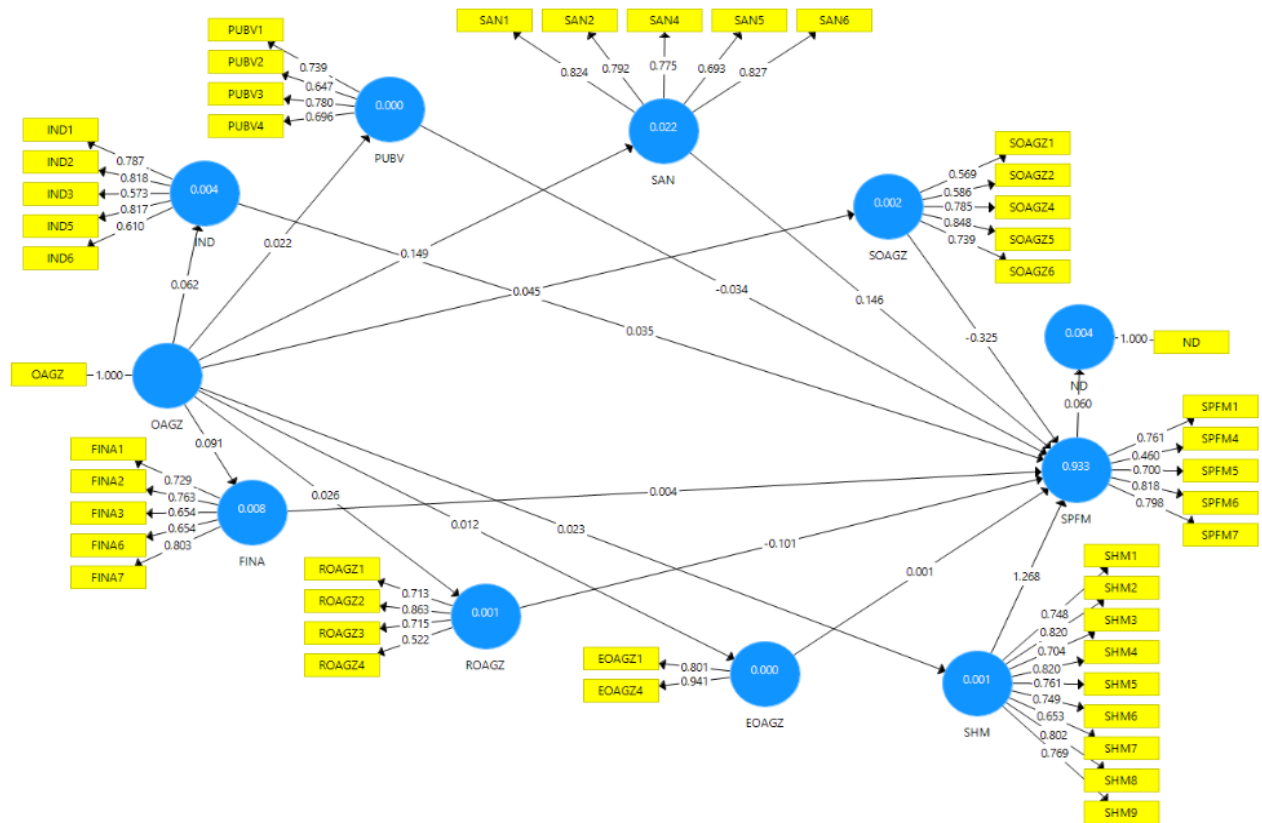 PUBV1
PUBV2
PUBV3
PUBV4
0.739
0.647
0.780
0.696
0.000
PUBV
SAN1
SAN2
SAN4
SAN5
SAN6
0.824
0.792
0.775
0.693
0.827
0.022
SAN
IND1
IND2
IND3
IND5
IND6
0.787
0.818
0.573
0.817
0.610
0.004
IND
SOAGZ1
SOAGZ2
SOAGZ4
SOAGZ5
SOAGZ6
0.569
0.586
0.785
0.848
0.739
0.002
SOAGZ
0.062
0.022
0.149
0.045
-0.034
0.035
0.146
-0.325
0.004
ND
1.000
ND
0.060
OAGZ
1.000
OAGZ
0.091
0.026
0.012
0.023
FINA1
FINA2
FINA3
FINA6
FINA7
0.729
0.763
0.654
0.654
0.803
0.008
FINA
0.004
-0.101
0.001
1.268
0.933
SPFM
0.761
0.460
0.700
0.818
0.798
SPFM1
SPFM4
SPFM5
SPFM6
SPFM7
ROAGZ1
ROAGZ2
ROAGZ3
ROAGZ4
0.713
0.863
0.715
0.522
0.001
ROAGZ
EOAGZ1
EOAGZ4
0.801
0.941
0.000
EOAGZ
0.001
SHM
0.748
0.820
0.704
0.820
0.761
0.749
0.653
0.802
0.769
SHM1
SHM2
SHM3
SHM4
SHM5
SHM6
SHM7
SHM8
SHM9